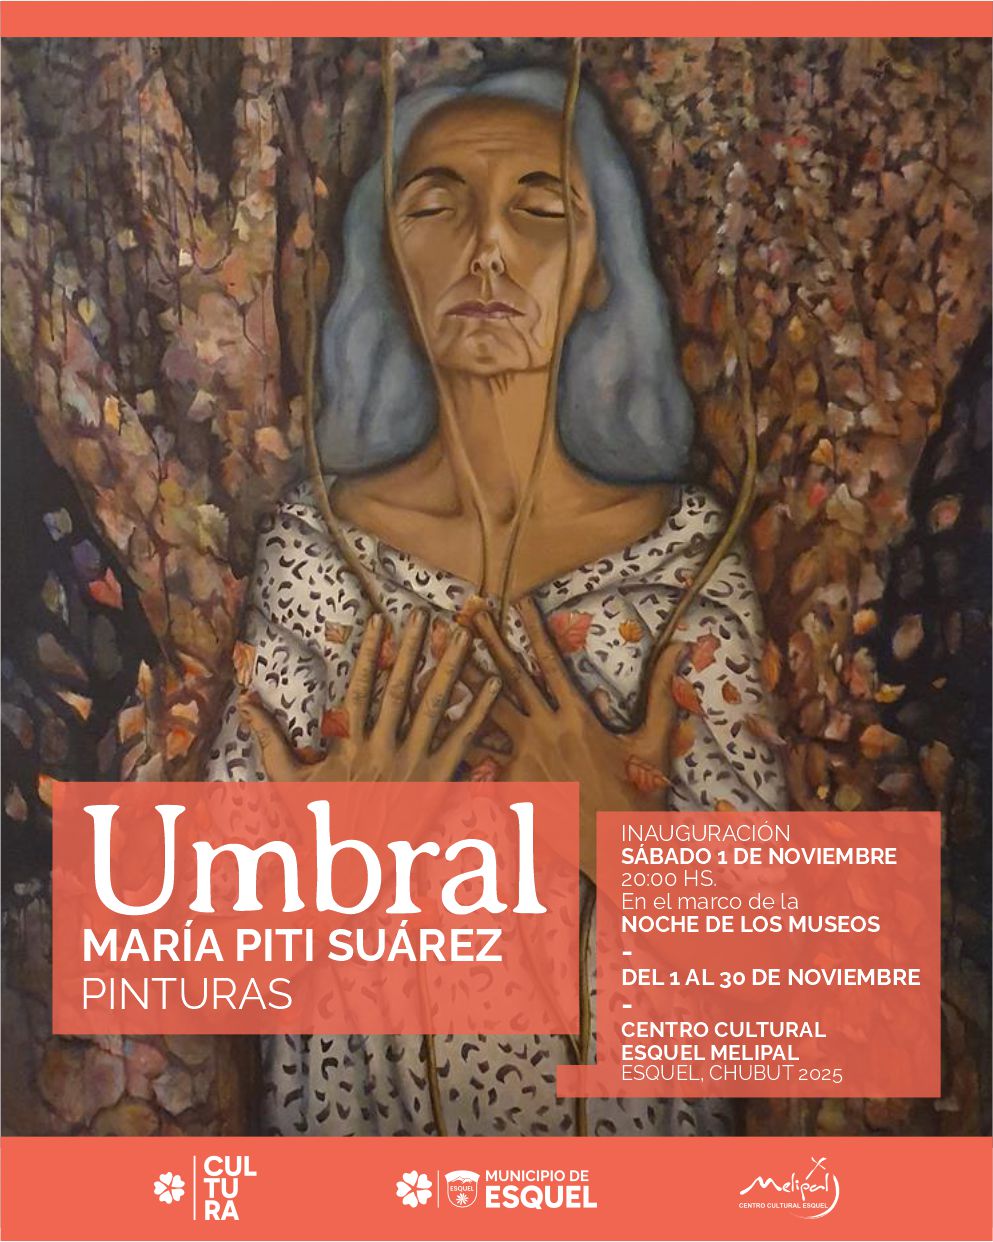 Umbral
MARÍA PITI SUÁREZ
PINTURAS
INAUGURACIÓN
SÁBADO 1 DE NOVIEMBRE
20:00 HS.
En el marco de la
NOCHE DE LOS MUSEOS
-
DEL 1 AL 30 DE NOVIEMBRE
-
CENTRO CULTURAL
ESQUEL MELIPAL
ESQUEL, CHUBUT 2025
CUL
TU
RA
ESQUEL
MUNICIPIO DE
ESQUEL
Melipal
CENTRO CULTURAL ESQUEL